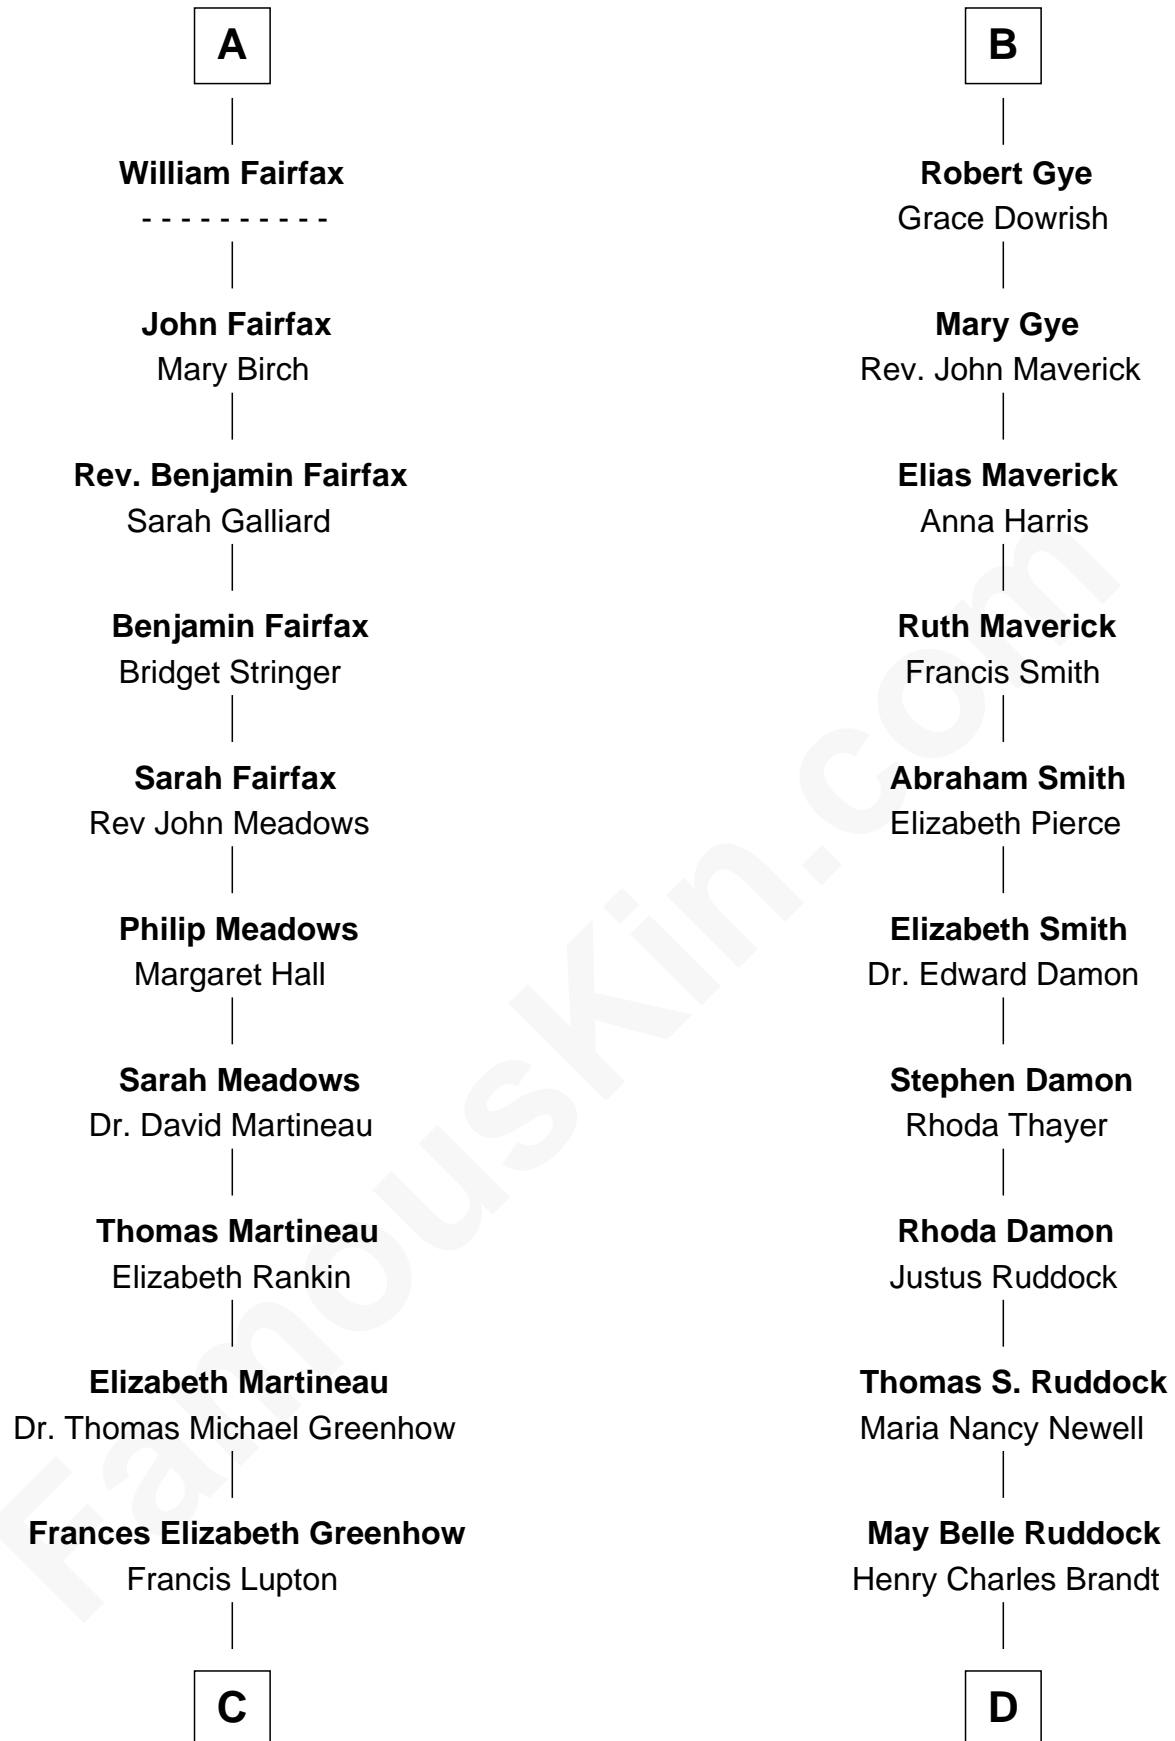 A
William Fairfax
- - - - - - - - - -
John Fairfax
Mary Birch
Rev. Benjamin Fairfax
Sarah Galliard
Benjamin Fairfax
Bridget Stringer
Sarah Fairfax
Rev John Meadows
Philip Meadows
Margaret Hall
Sarah Meadows
Dr. David Martineau
Thomas Martineau
Elizabeth Rankin
Elizabeth Martineau
Dr. Thomas Michael Greenhow
Frances Elizabeth Greenhow
Francis Lupton
C
B
Robert Gye
Grace Dowrish
Mary Gye
Rev. John Maverick
Elias Maverick
Anna Harris
Ruth Maverick
Francis Smith
Abraham Smith
Elizabeth Pierce
Elizabeth Smith
Dr. Edward Damon
Stephen Damon
Rhoda Thayer
Rhoda Damon
Justus Ruddock
Thomas S. Ruddock
Maria Nancy Newell
May Belle Ruddock
Henry Charles Brandt
D
FamousKin.com